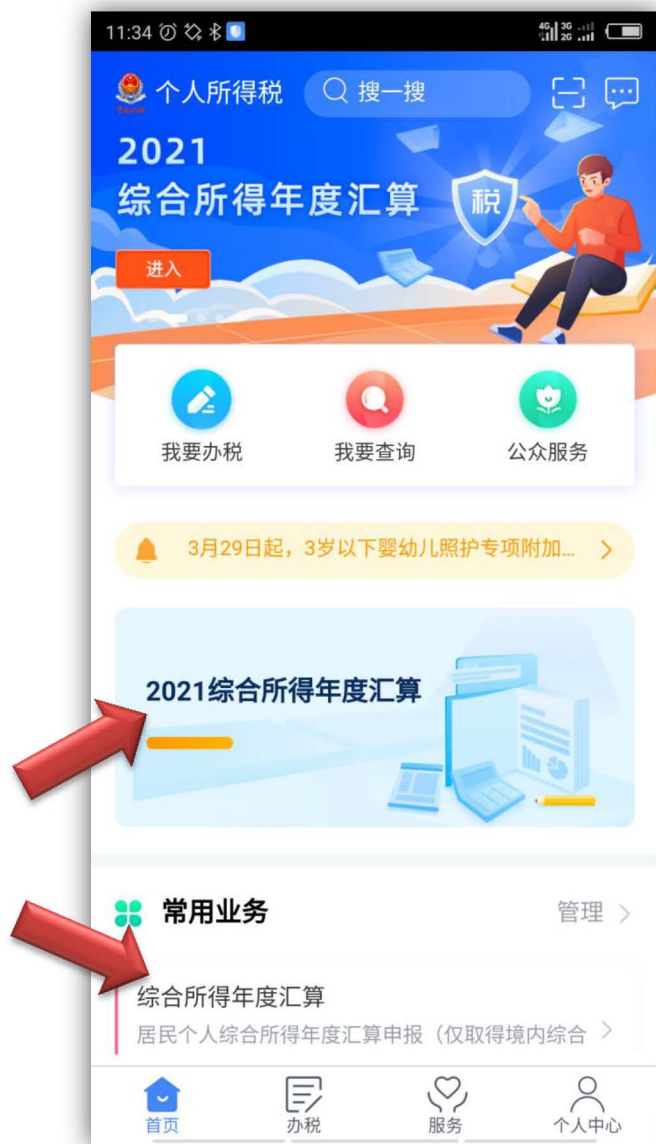 11:34
4G 3G
2G
个人所得税
搜一搜
2021
综合所得年度汇算
税
进入
我要办税
我要查询
公众服务
3月29日起，3岁以下婴幼儿照护专项附加...
2021综合所得年度汇算
常用业务
管理
综合所得年度汇算
居民个人综合所得年度汇算申报（仅取得境内综合
首页
办税
服务
个人中心